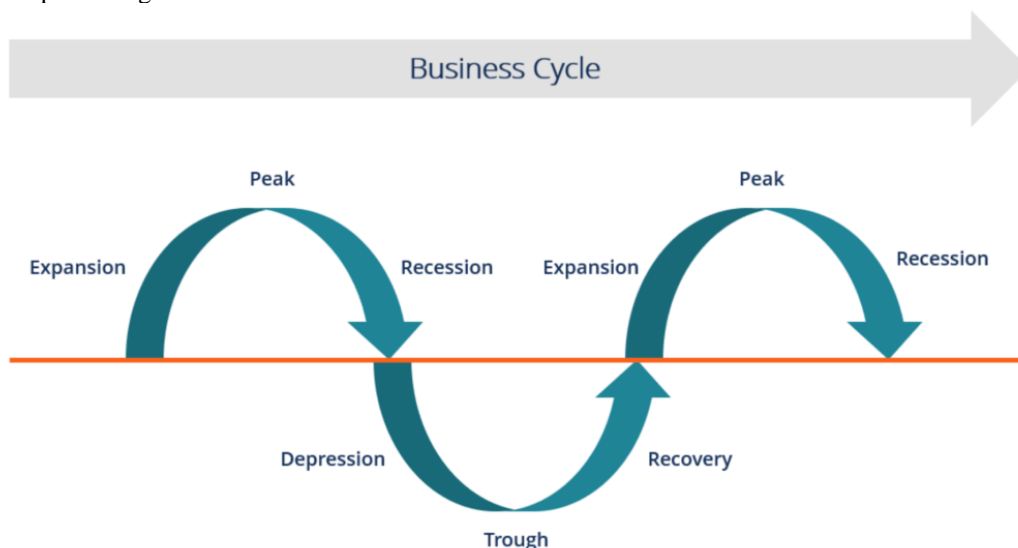 Business Cycle
Peak
Peak
Expansion
Recession
Expansion
Recession
Depression
Recovery
Trough